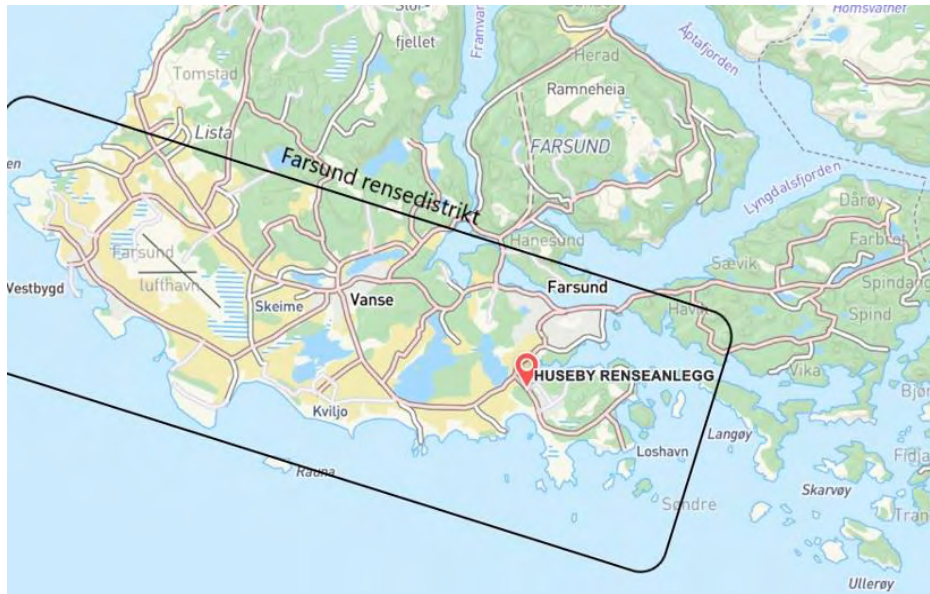 Homsvatnet
fjellet
Framvar
Åptafjorden
Herad
Tomstad
Ramneheia
Lista
FARSUND
Farsund rensedistrikt
Lyngdalsfjorden
Dårøy
Hanesund
Farbrot
Farsund
lufthavn
Sævik
Vestbygd
Skeime
Vanse
Farsund
Havik
Spindang
Spind
HUSEBY RENSEANLEGG
Vika
Kviljo
Langøy
Loshavn
Rauna
Søndre
Skarvøy
Ullerøy